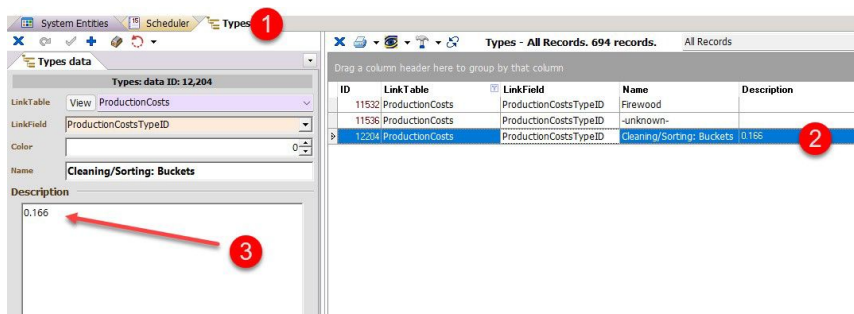 System Entities
15 Scheduler
Types
1
Types - All Records. 694 records.
All Records
Types data
Drag a column header here to group by that column
Types: data ID: 12,204
ID LinkTable LinkField Name Description
LinkTable View ProductionCosts
11532 ProductionCosts ProductionCostsTypeID Firewood
LinkField ProductionCostsTypeID
11536 ProductionCosts ProductionCostsTypeID -unknown-
12204 ProductionCosts ProductionCostsTypeID Cleaning/Sorting: Buckets 0.166
2
Color 0
Name Cleaning/Sorting: Buckets
Description
0.166
3